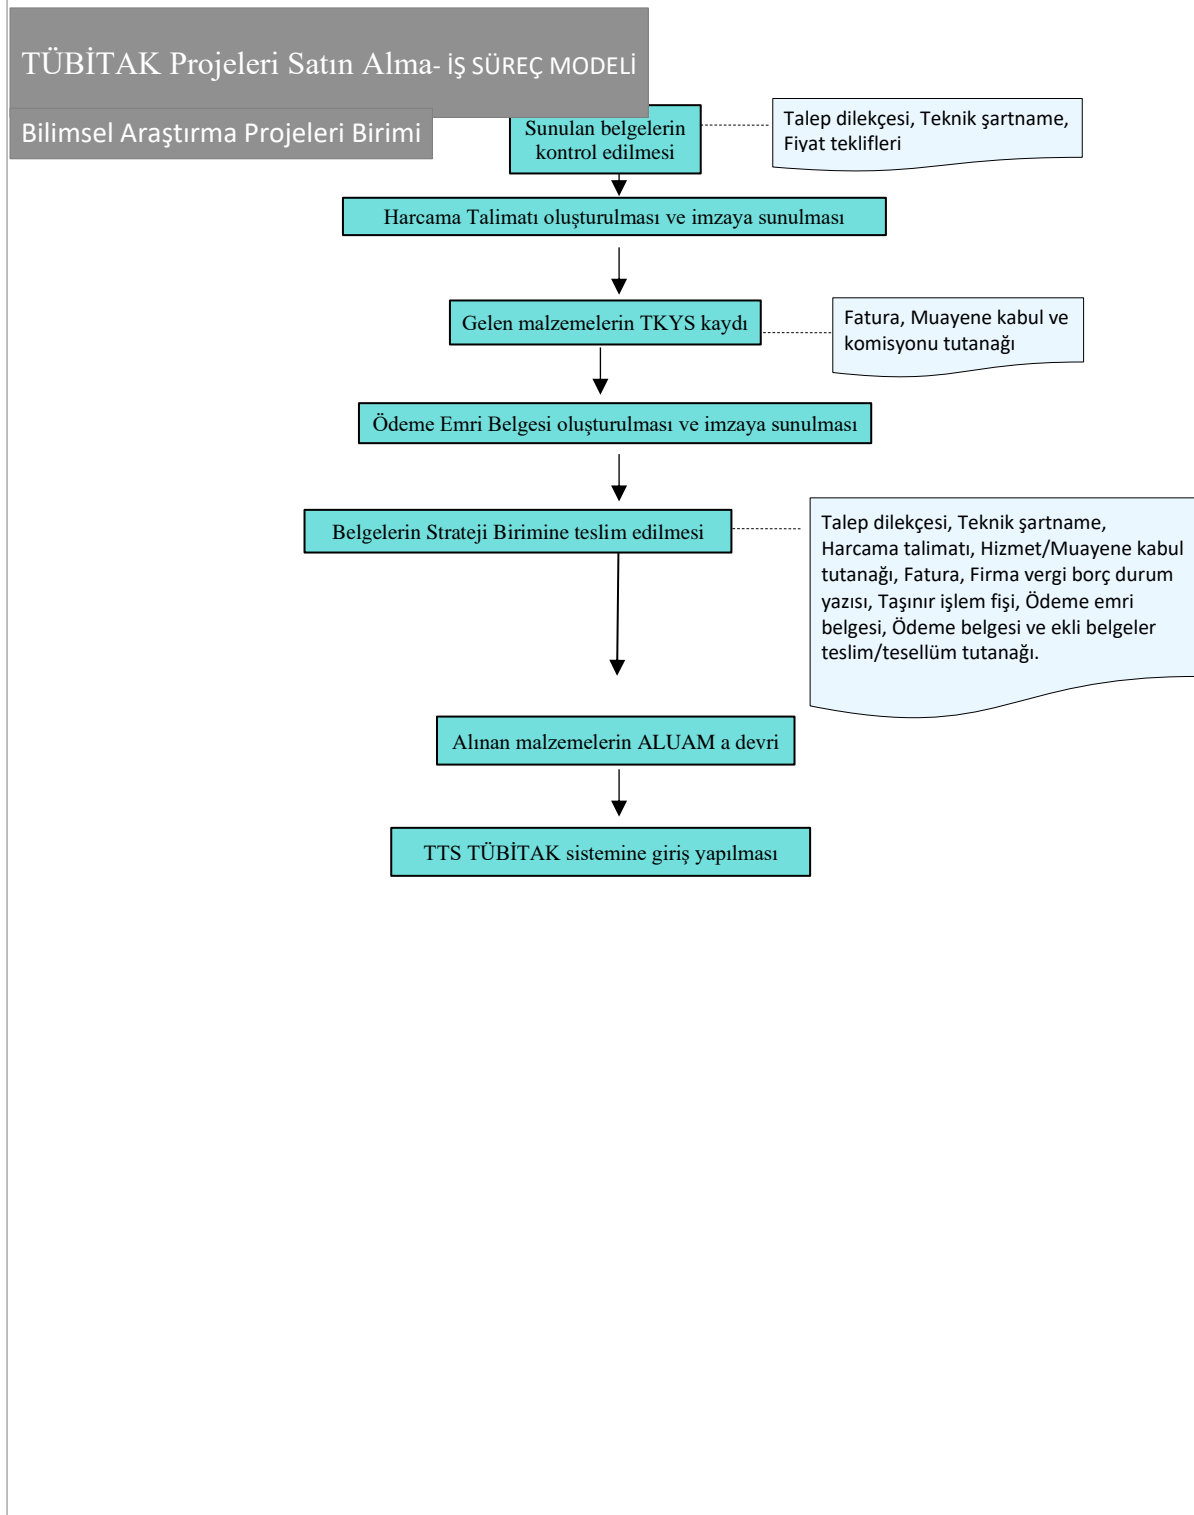 TÜBİTAK Projeleri Satın Alma- İŞ SÜREÇ MODELİ
Bilimsel Araştırma Projeleri Birimi
Sunulan belgelerin
kontrol edilmesi
Talep dilekçesi, Teknik şartname,
Fiyat teklifleri
Harcama Talimatı oluşturulması ve imzaya sunulması
Gelen malzemelerin TKYS kaydı
Fatura, Muayene kabul ve
komisyonu tutanağı
Ödeme Emri Belgesi oluşturulması ve imzaya sunulması
Belgelerin Strateji Birimine teslim edilmesi
Talep dilekçesi, Teknik şartname,
Harcama talimatı, Hizmet/Muayene kabul
tutanağı, Fatura, Firma vergi borç durum
yazısı, Taşınır işlem fişi, Ödeme emri
belgesi, Ödeme belgesi ve ekli belgeler
teslim/tesellüm tutanağı.
Alınan malzemelerin ALUAM a devri
TTS TÜBİTAK sistemine giriş yapılması